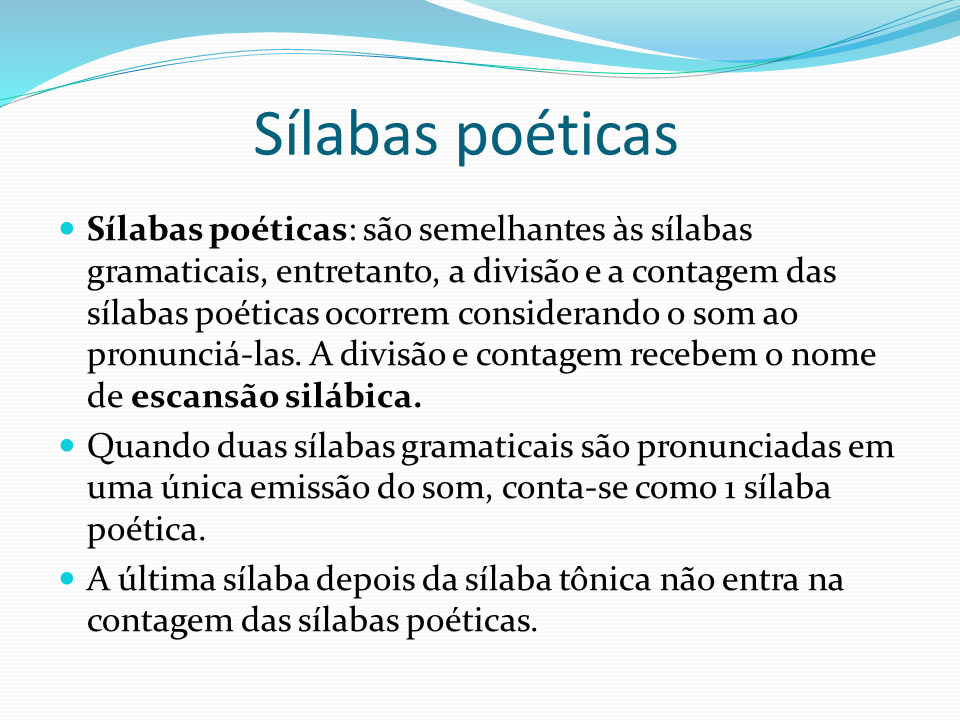 Sílabas poéticas
Sílabas poéticas: são semelhantes às sílabas
gramaticais, entretanto, a divisão e a contagem das
sílabas poéticas ocorrem considerando o som ao
pronunciá-las. A divisão e contagem recebem o nome
de escansão silábica.
Quando duas sílabas gramaticais são pronunciadas em
uma única emissão do som, conta-se como 1 sílaba
poética.
A última sílaba depois da sílaba tônica não entra na
contagem das sílabas poéticas.